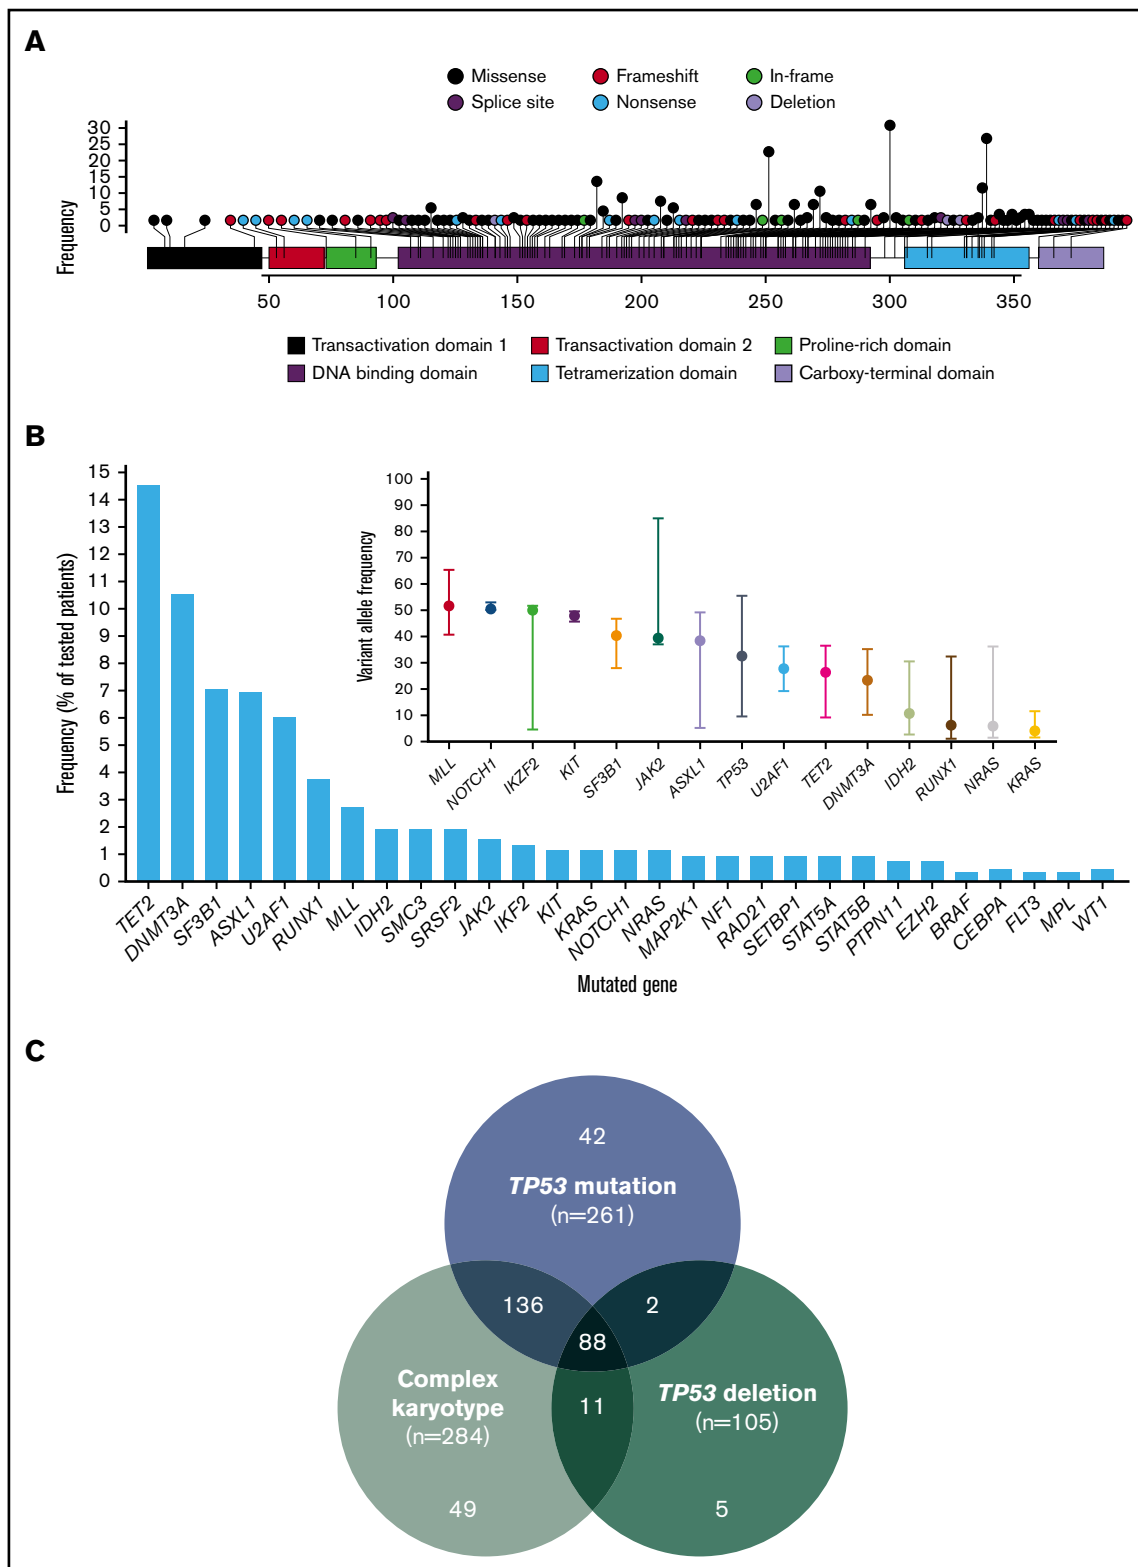 A
Missense Frameshift In-frame
Splice site Nonsense Deletion
Frequency
30
25
20
15
10
5
0
50 100 150 200 250 300 350
Transactivation domain 1 Transactivation domain 2 Proline-rich domain
DNA binding domain Tetramerization domain Carboxy-terminal domain
B
Frequency (% of tested patients)
15
14
13
12
11
10
9
8
7
6
5
4
3
2
1
0
Variant allele frequency
100
90
80
70
60
50
40
30
20
10
0
MLL NOTCH1 IKZF2 KIT SF3B1 JAK2 ASXL1 TP53 U2AF1 TET2 DNMT3A IDH2 RUNX1 NRAS KRAS
TET2 DNMT3A SF3B1 ASXL1 U2AF1 RUNX1 MLL IDH2 SMC3 SRSF2 JAK2 IKF2 KIT KRAS NOTCH1 NRAS MAP2K1 NF1 RAD21 SETBP1 STAT5A STAT5B PTPN11 EZH2 BRAF CEBPA FLT3 MPL WT1
Mutated gene
C
42
TP53 mutation
(n=261)
136 2
88
Complex
karyotype
(n=284)
TP53 deletion
(n=105)
11
49 5